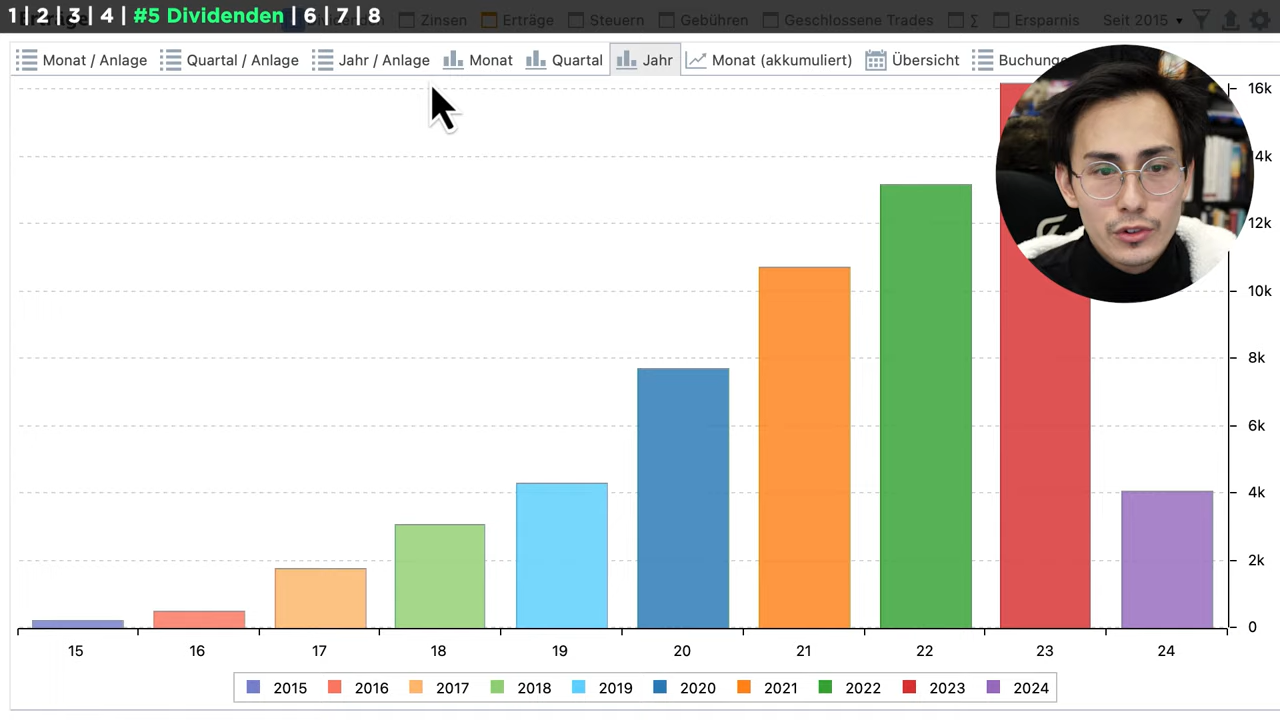 1 | 2 | 3 | 4 | #5 Dividenden | 6 | 7 | 8
Zinsen Erträge Steuern Gebühren Geschlossene Trades Σ Ersparnis Seit 2015
Monat / Anlage Quartal / Anlage Jahr / Anlage Monat Quartal Jahr Monat (akkumuliert) Übersicht
16k
12k
10k
8k
6k
4k
2k
0
15 16 17 18 19 20 21 22 23 24
2015 2016 2017 2018 2019 2020 2021 2022 2023 2024